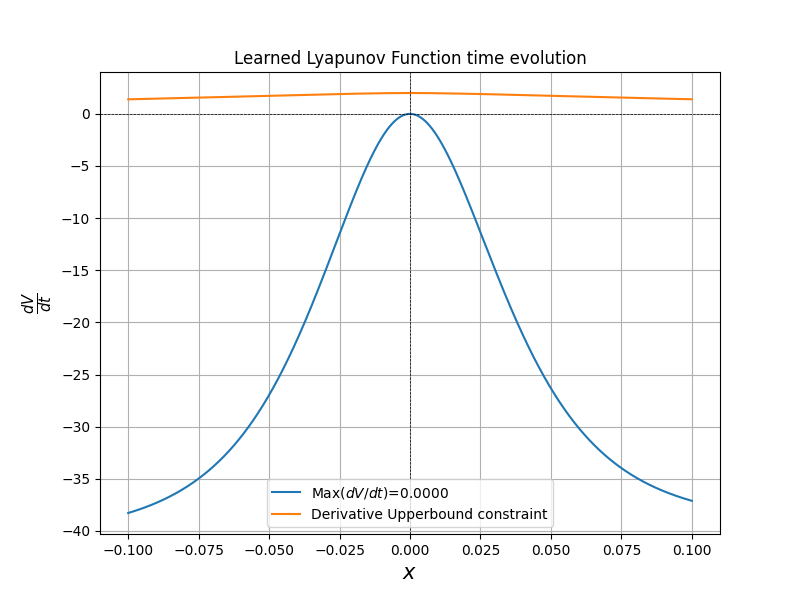 Learned Lyapunov Function time evolution
0
−5
−10
−15
−20
−25
−30
−35
−40
dV
dt
Max(dV/dt)=0.0000
Derivative Upperbound constraint
−0.100 −0.075 −0.050 −0.025 0.000 0.025 0.050 0.075 0.100
x